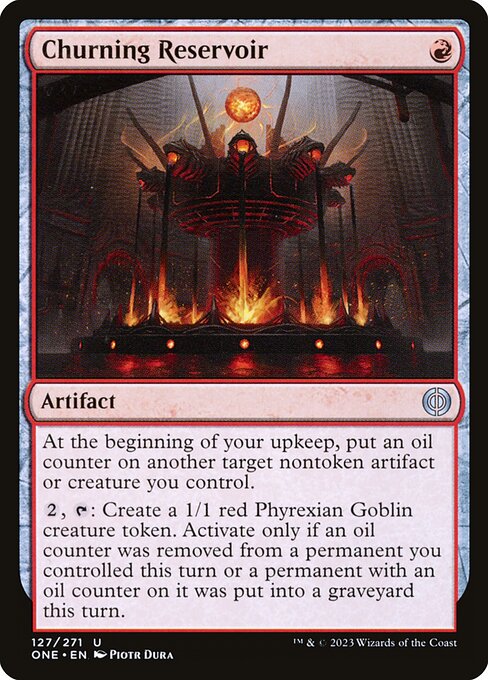 Churning Reservoir
Artifact
At the beginning of your upkeep, put an oil
counter on another target nontoken artifact
or creature you control.
2, : Create a 1/1 red Phyrexian Goblin
creature token. Activate only if an oil
counter was removed from a permanent you
controlled this turn or a permanent with an
oil counter on it was put into a graveyard
this turn.
127/271 U
ONE • EN Piotr Dura
™ & © 2023 Wizards of the Coast